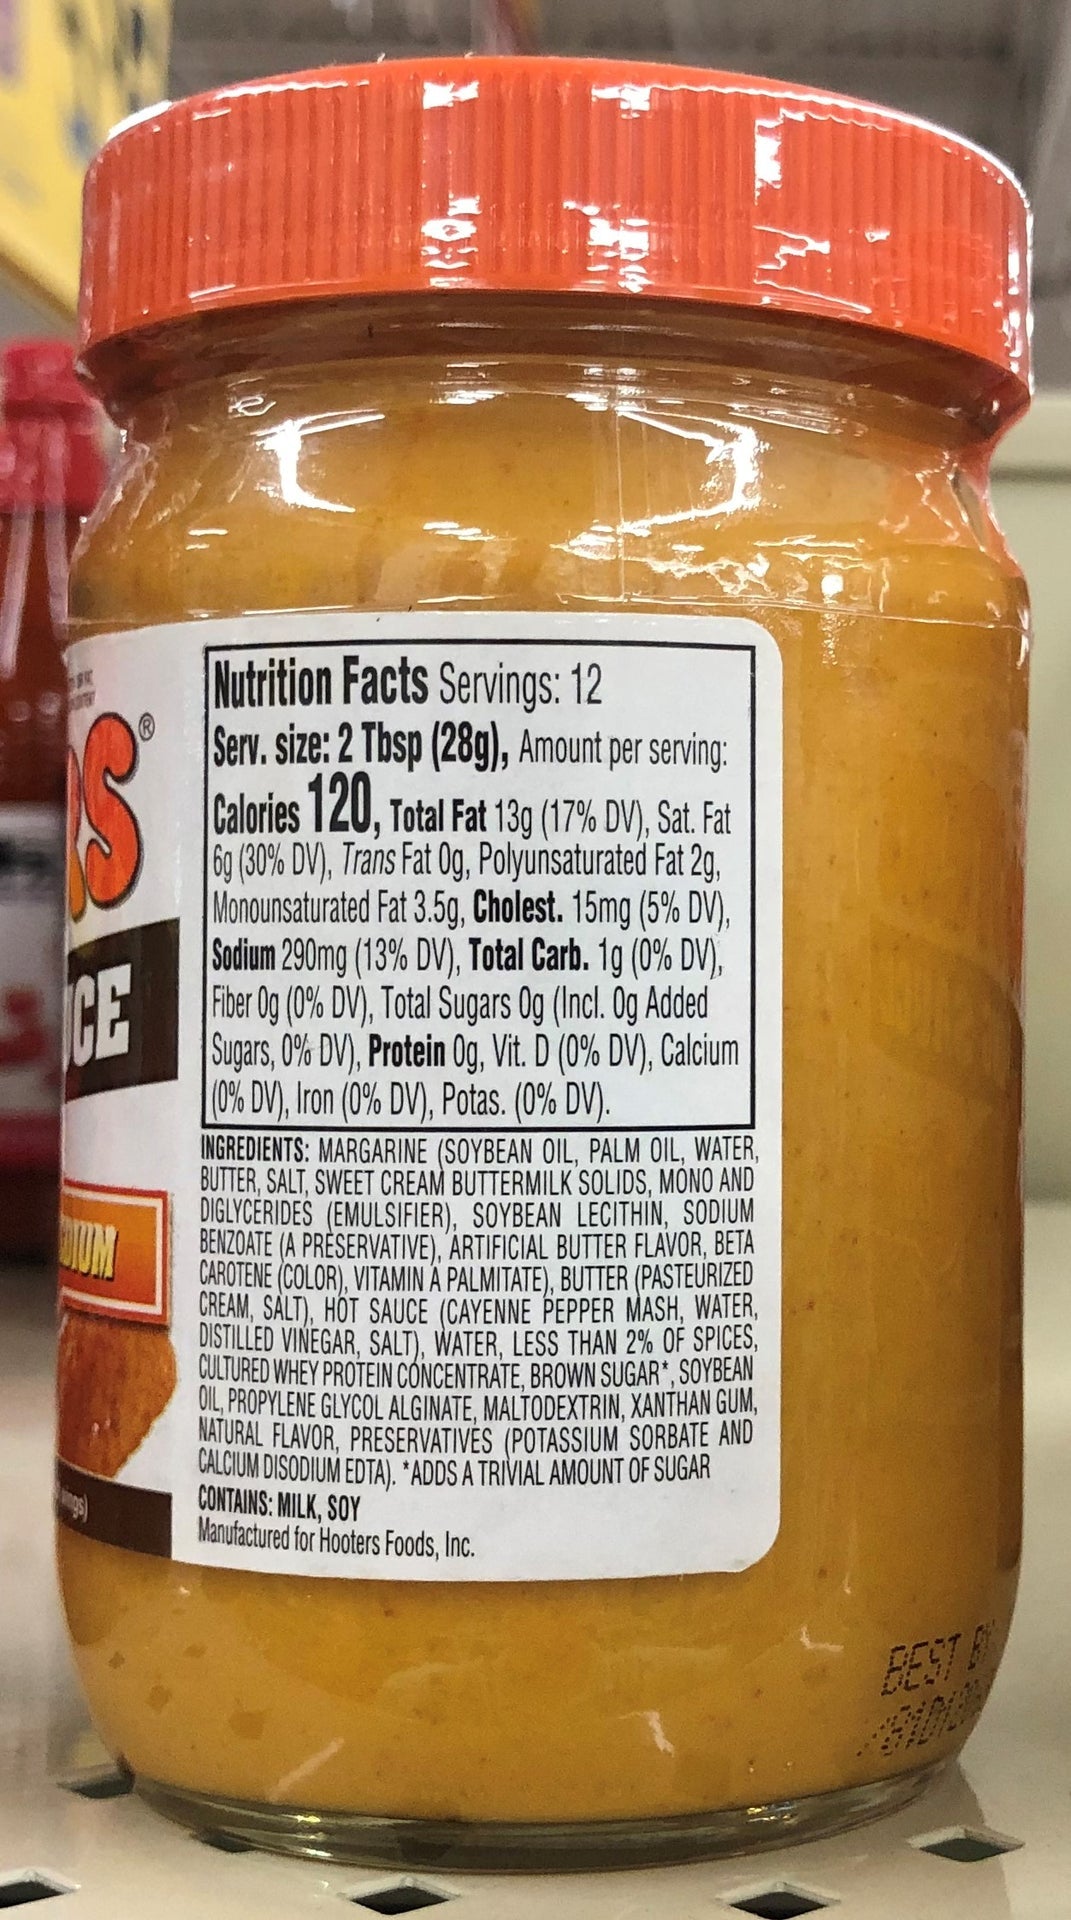 S®
CE
DIUM
ings)
Nutrition Facts Servings: 12
Serv. size: 2 Tbsp (28g), Amount per serving:
Calories 120, Total Fat 13g (17% DV), Sat. Fat
6g (30% DV), Trans Fat 0g, Polyunsaturated Fat 2g,
Monounsaturated Fat 3.5g, Cholest. 15mg (5% DV),
Sodium 290mg (13% DV), Total Carb. 1g (0% DV),
Fiber 0g (0% DV), Total Sugars 0g (Incl. 0g Added
Sugars, 0% DV), Protein 0g, Vit. D (0% DV), Calcium
(0% DV), Iron (0% DV), Potas. (0% DV).
INGREDIENTS: MARGARINE (SOYBEAN OIL, PALM OIL, WATER,
BUTTER, SALT, SWEET CREAM BUTTERMILK SOLIDS, MONO AND
DIGLYCERIDES (EMULSIFIER), SOYBEAN LECITHIN, SODIUM
BENZOATE (A PRESERVATIVE), ARTIFICIAL BUTTER FLAVOR, BETA
CAROTENE (COLOR), VITAMIN A PALMITATE), BUTTER (PASTEURIZED
CREAM, SALT), HOT SAUCE (CAYENNE PEPPER MASH, WATER,
DISTILLED VINEGAR, SALT), WATER, LESS THAN 2% OF SPICES,
CULTURED WHEY PROTEIN CONCENTRATE, BROWN SUGAR*, SOYBEAN
OIL, PROPYLENE GLYCOL ALGINATE, MALTODEXTRIN, XANTHAN GUM,
NATURAL FLAVOR, PRESERVATIVES (POTASSIUM SORBATE AND
CALCIUM DISODIUM EDTA). *ADDS A TRIVIAL AMOUNT OF SUGAR
CONTAINS: MILK, SOY
Manufactured for Hooters Foods, Inc.
BEST BY